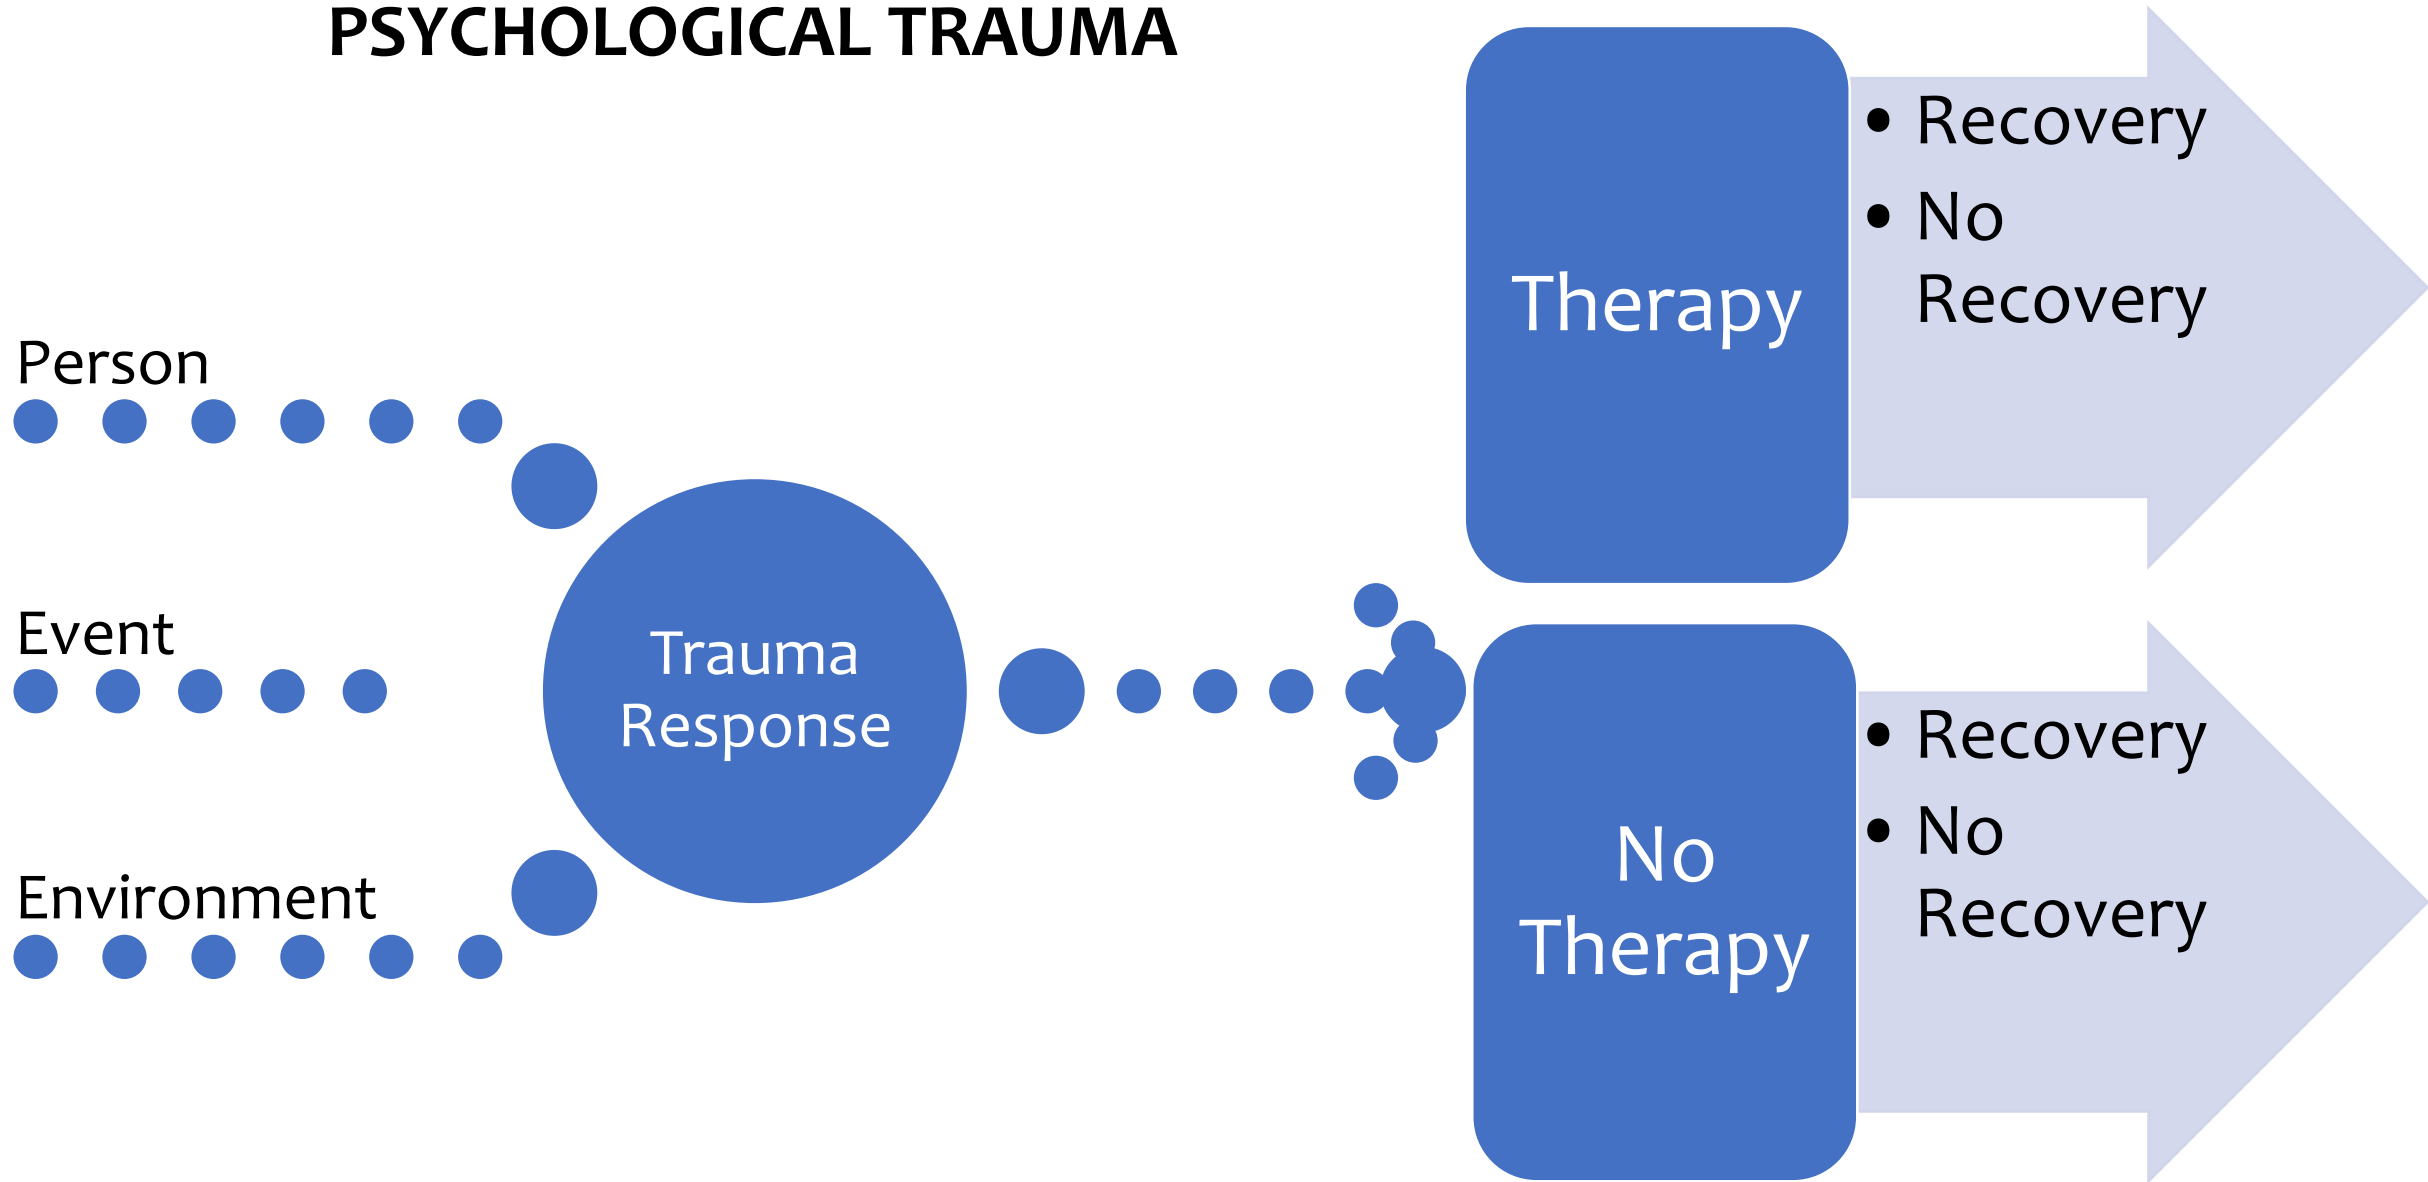 PSYCHOLOGICAL TRAUMA
Person
Event
Environment
Trauma
Response
Therapy
• Recovery
• No
Recovery
No
Therapy
• Recovery
• No
Recovery